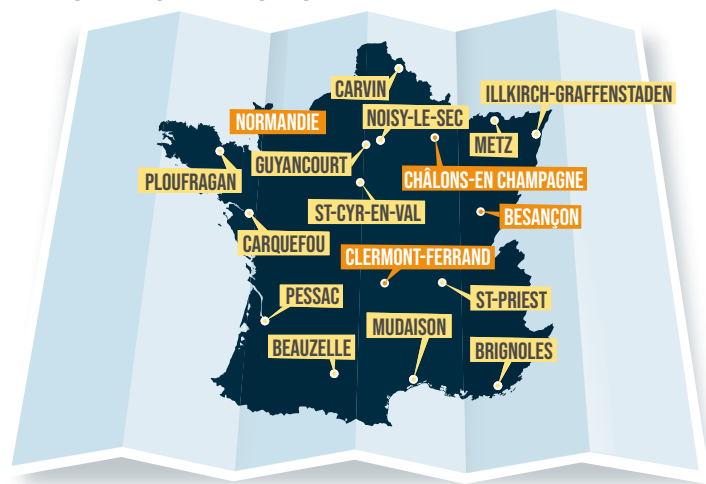 CARVIN
ILLKIRCH-GRAFFENSTADEN
NORMANDIE
NOISY-LE-SEC
METZ
GUYANCOURT
PLOUFRAGAN
CHÂLONS-EN CHAMPAGNE
ST-CYR-EN-VAL
BESANÇON
CARQUEFOU
CLERMONT-FERRAND
PESSAC
ST-PRIEST
MUDAISON
BEAUZELLE
BRIGNOLES